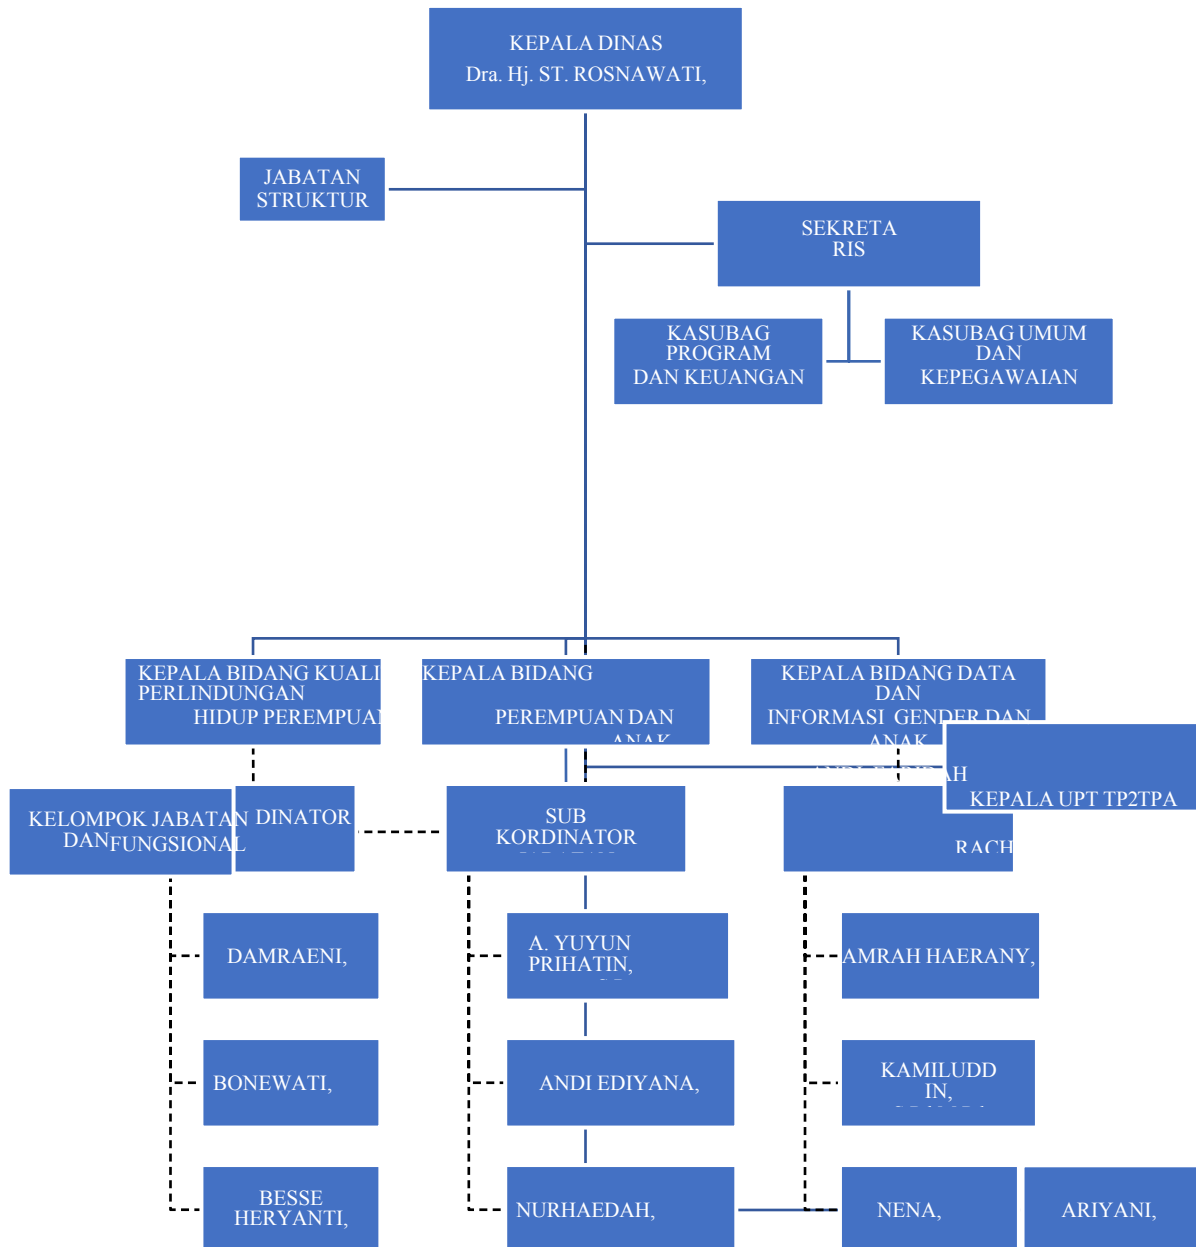 KEPALA DINAS
Dra. Hj. ST. ROSNAWATI,
JABATAN
STRUKTUR
SEKRETA
RIS
KASUBAG
PROGRAM
DAN KEUANGAN
KASUBAG UMUM
DAN
KEPEGAWAIAN
KEPALA BIDANG KUALI
PERLINDUNGAN
HIDUP PEREMPUAN
KEPALA BIDANG
PEREMPUAN DAN
ANAK
KEPALA BIDANG DATA
DAN
INFORMASI GENDER DAN
ANAK
KEPALA UPT TP2TPA
KELOMPOK JABATAN
DAN FUNGSIONAL
DINATOR
SUB
KORDINATOR
RACH
DAMRAENI,
A. YUYUN
PRIHATIN,
AMRAH HAERANY,
BONEWATI,
ANDI EDIYANA,
KAMILUDD
IN,
BESSE
HERYANTI,
NURHAEDAH,
NENA,
ARIYANI,